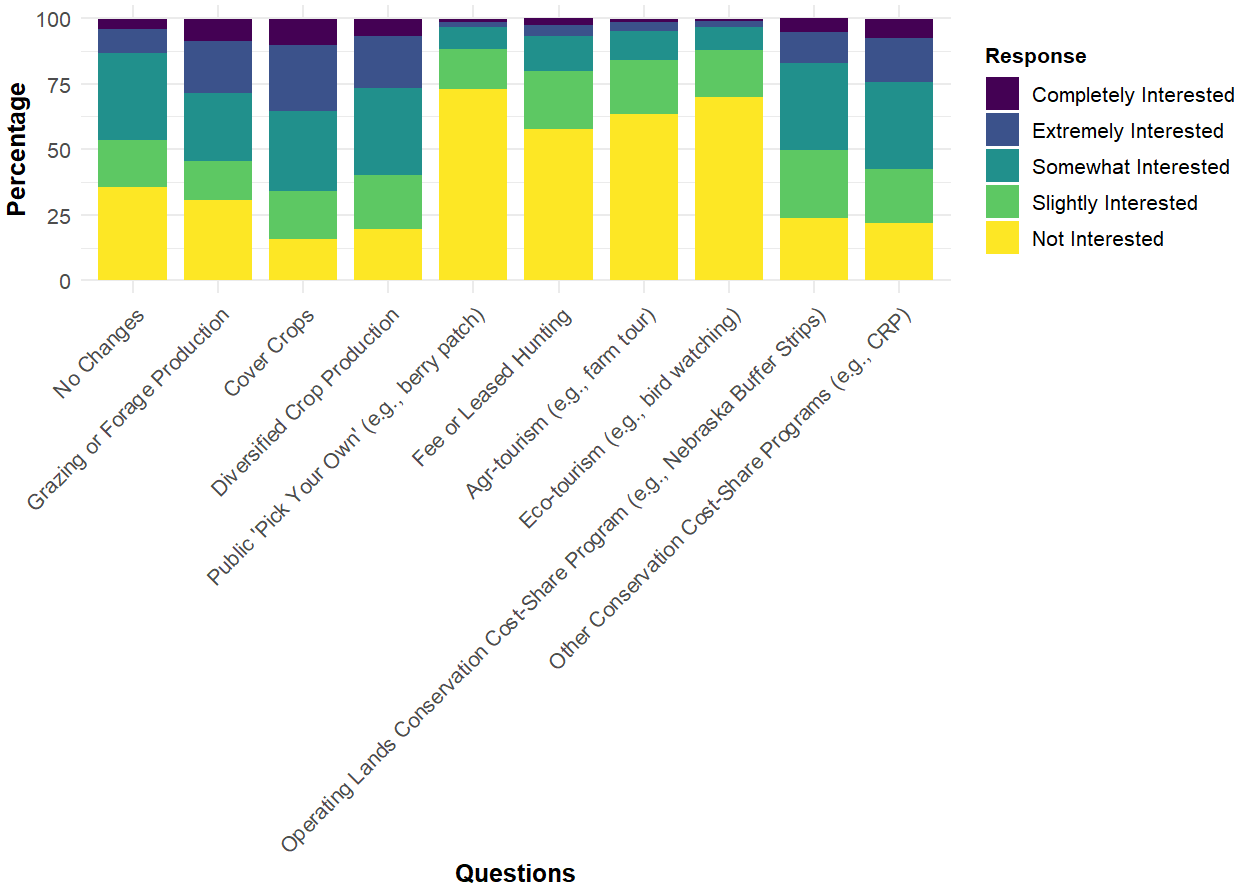 100
75
50
25
0
Percentage
No Changes
Grazing or Forage Production
Cover Crops
Diversified Crop Production
Public 'Pick Your Own' (e.g., berry patch)
Fee or Leased Hunting
Agr-tourism (e.g., farm tour)
Eco-tourism (e.g., bird watching)
Operating Lands Conservation Cost-Share Program (e.g., Nebraska Buffer Strips)
Other Conservation Cost-Share Programs (e.g., CRP)
Questions
Response
Completely Interested
Extremely Interested
Somewhat Interested
Slightly Interested
Not Interested